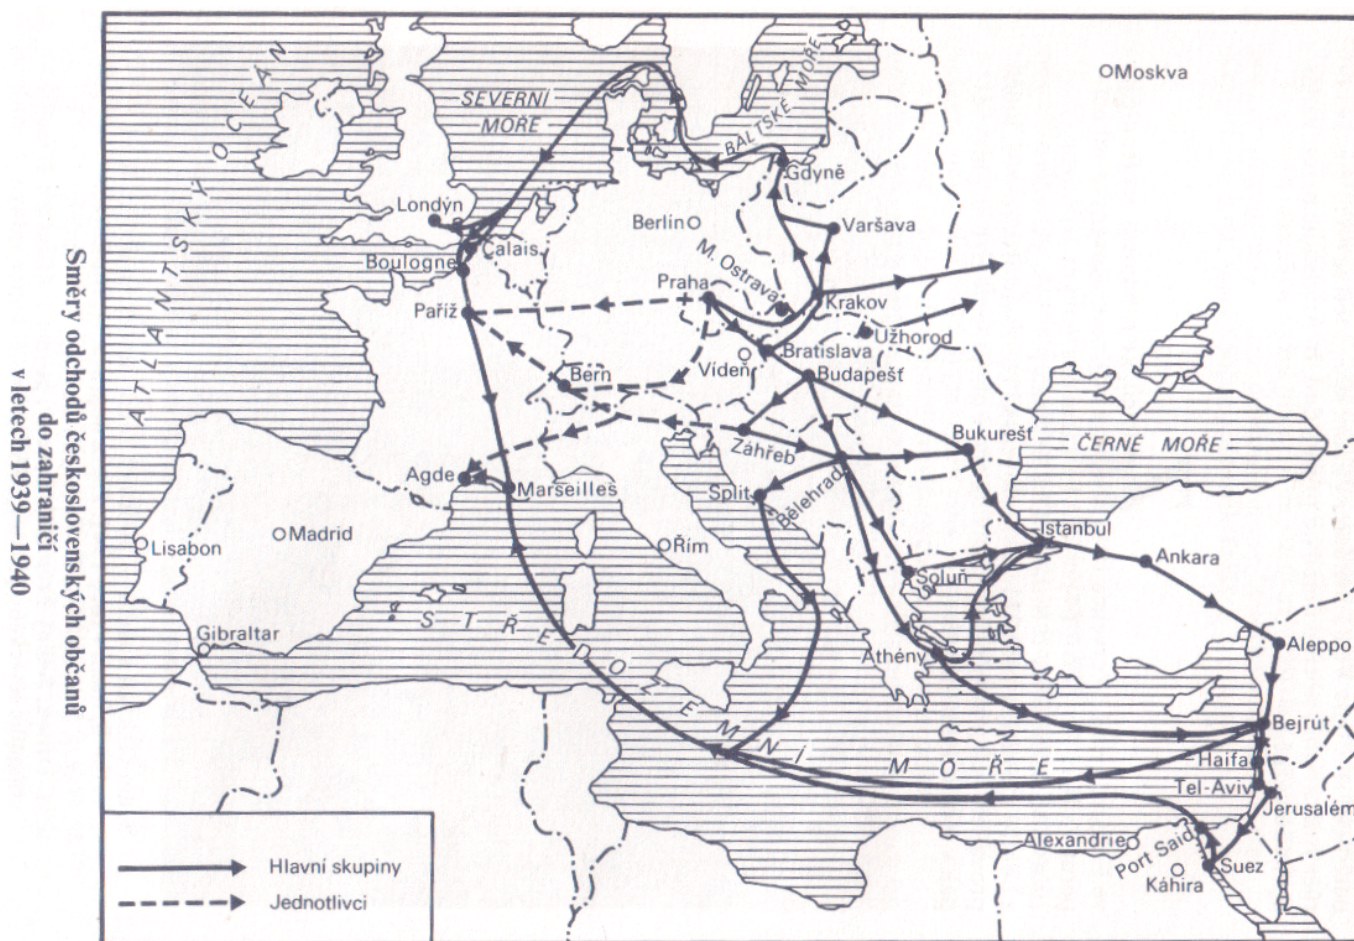 Směry odchodů československých občanů
do zahraničí
v letech 1939—1940
ATLANTSKÝ OCEÁN
SEVERNÍ
MOŘE
BALTSKÉ MOŘE
Moskva
Gdyně
Londýn
Berlín
Varšava
Calais
Boulogne
M. Ostrava
Praha
Krakov
Paříž
Užhorod
Vídeň
Bratislava
Bern
Budapešť
Záhřeb
Bukurešť
ČERNÉ MOŘE
Agde
Marseilles
Split
Bělehrad
Istanbul
Lisabon
Madrid
Řím
Soluň
Ankara
Gibraltar
STŘEDOZEMNÍ MOŘE
Athény
Aleppo
Bejrút
Haifa
Tel-Aviv
Jerusalém
Alexandrie
Port Said
Suez
Káhira
Hlavní skupiny
Jednotlivci